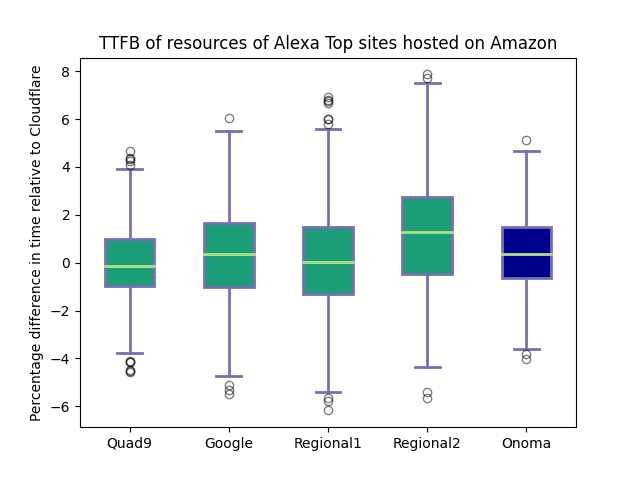 TTFB of resources of Alexa Top sites hosted on Amazon
Percentage difference in time relative to Cloudflare
8
6
4
2
0
−2
−4
−6
Quad9 Google Regional1 Regional2 Onoma